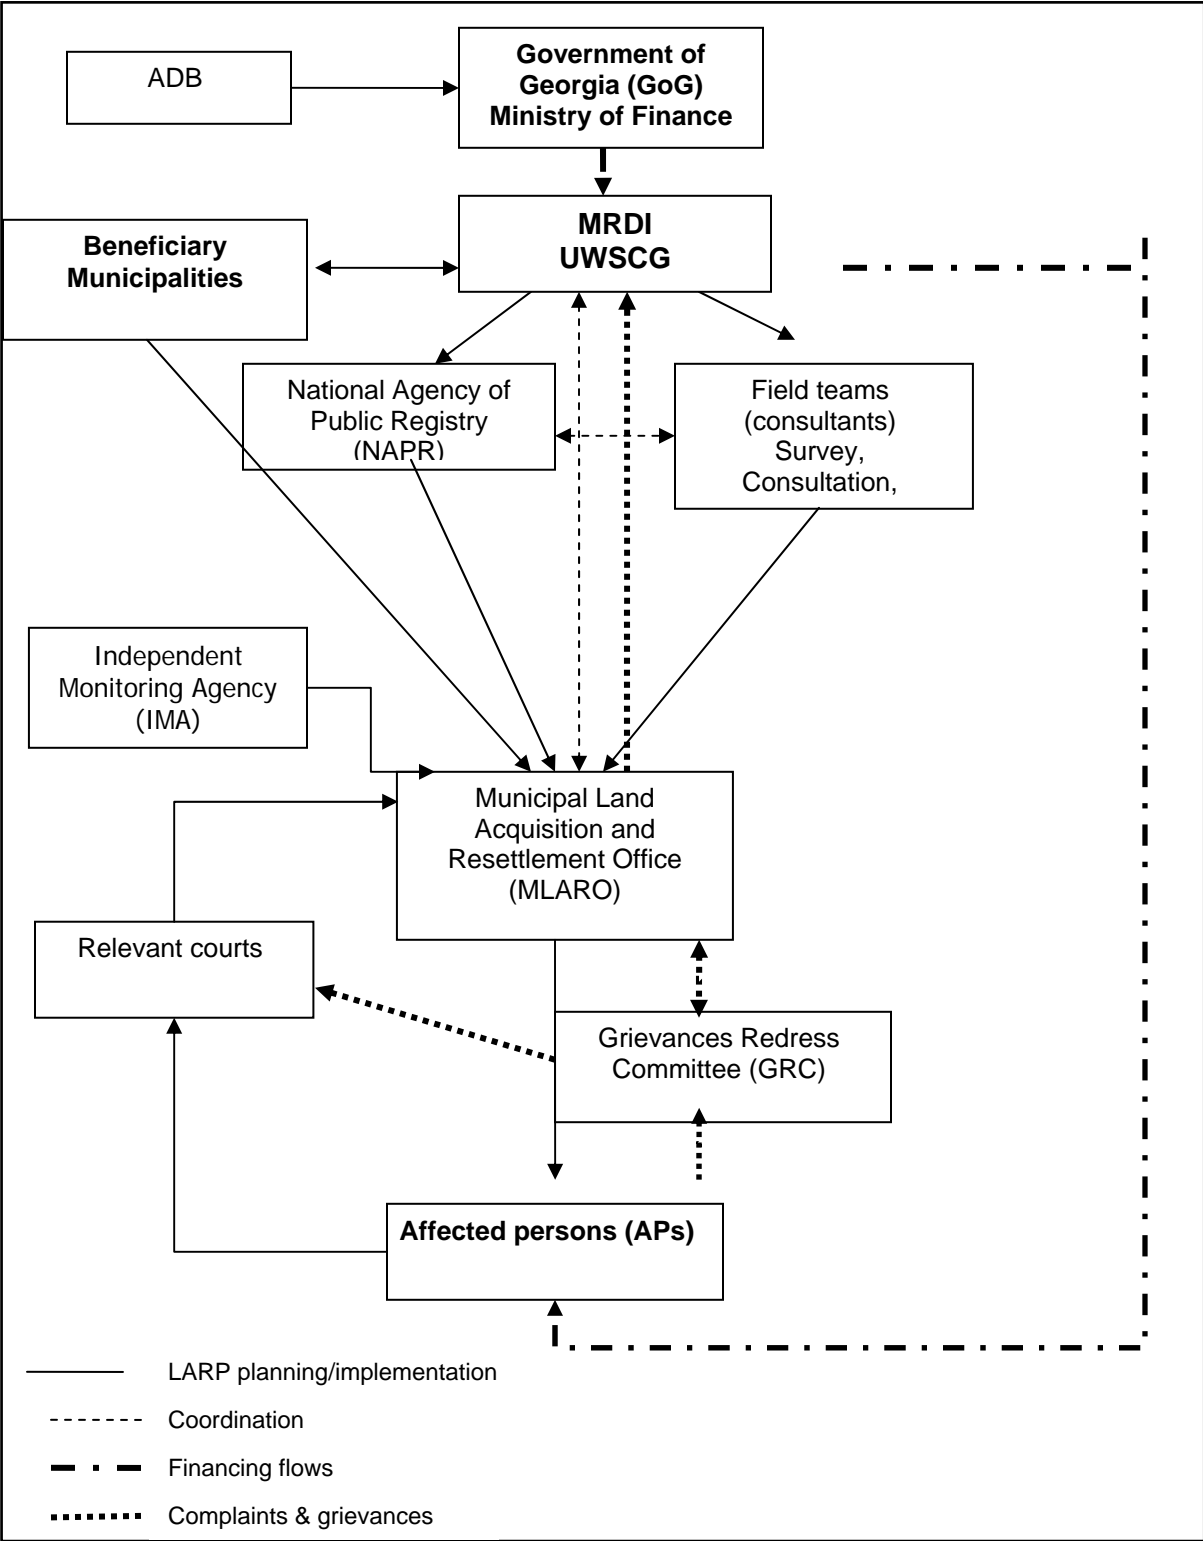 ADB
Government of
Georgia (GoG)
Ministry of Finance
MRDI
UWSCG
Beneficiary
Municipalities
National Agency of
Public Registry
(NAPR)
Field teams
(consultants)
Survey,
Consultation,
Independent
Monitoring Agency
(IMA)
Municipal Land
Acquisition and
Resettlement Office
(MLARO)
Relevant courts
Grievances Redress
Committee (GRC)
Affected persons (APs)
LARP planning/implementation
Coordination
Financing flows
Complaints & grievances